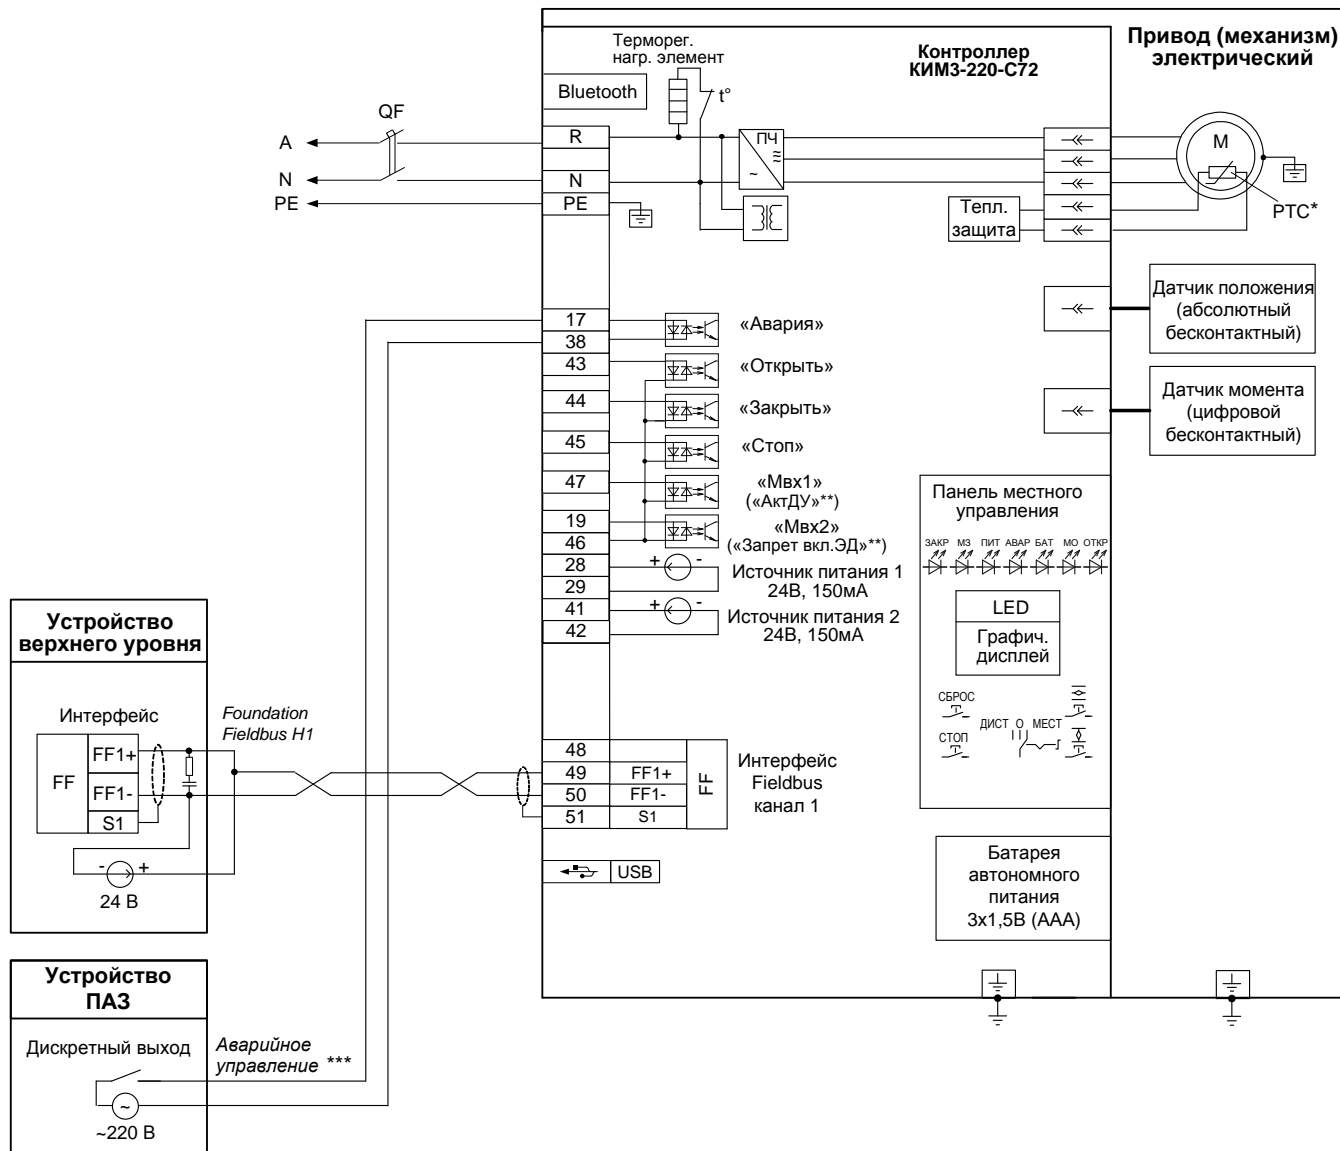 Терморег.
нагр. элемент
Контроллер
КИМ3-220-С72
Привод (механизм)
электрический
Bluetooth
t°
QF
A
R
ПЧ
≈
~
M
N
N
PE
PE
Тепл.
защита
PTC*
17
«Авария»
38
43
«Открыть»
44
«Закрыть»
45
«Стоп»
47
«Мвх1»
(«АктДУ»**)
19
«Мвх2»
46
(«Запрет вкл.ЭД»**)
28
+ -
Источник питания 1
24В, 150мА
29
41
+ -
Источник питания 2
24В, 150мА
42
Датчик положения
(абсолютный
бесконтактный)
Датчик момента
(цифровой
бесконтактный)
Панель местного
управления
ЗАКР МЗ ПИТ АВАР БАТ МО ОТКР
LED
Графич.
дисплей
СБРОС
ДИСТ О МЕСТ
СТОП
Устройство
верхнего уровня
Интерфейс
FF
FF1+
FF1-
S1
- +
24 В
Foundation
Fieldbus H1
48
49 FF1+
50 FF1-
51 S1
FF
Интерфейс
Fieldbus
канал 1
USB
Батарея
автономного
питания
3х1,5В (ААА)
Устройство
ПАЗ
Дискретный выход
~
~220 В
Аварийное
управление ***